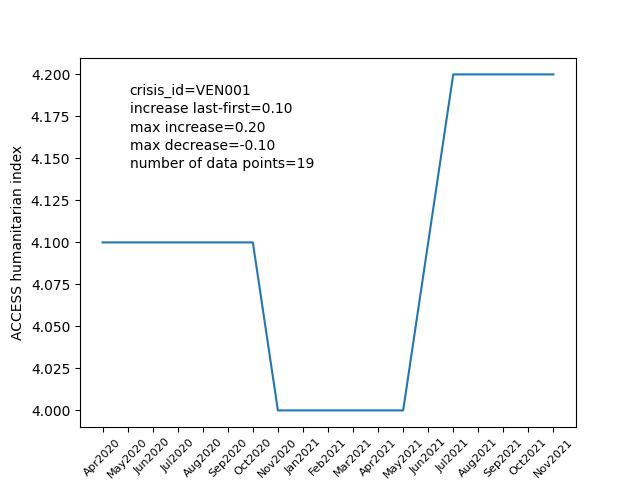 4.200
4.175
4.150
4.125
4.100
4.075
4.050
4.025
4.000
ACCESS humanitarian index
crisis_id=VEN001
increase last-first=0.10
max increase=0.20
max decrease=-0.10
number of data points=19
Apr2020
May2020
Jun2020
Jul2020
Aug2020
Sep2020
Oct2020
Nov2020
Jan2021
Feb2021
Mar2021
Apr2021
May2021
Jun2021
Jul2021
Aug2021
Sep2021
Oct2021
Nov2021